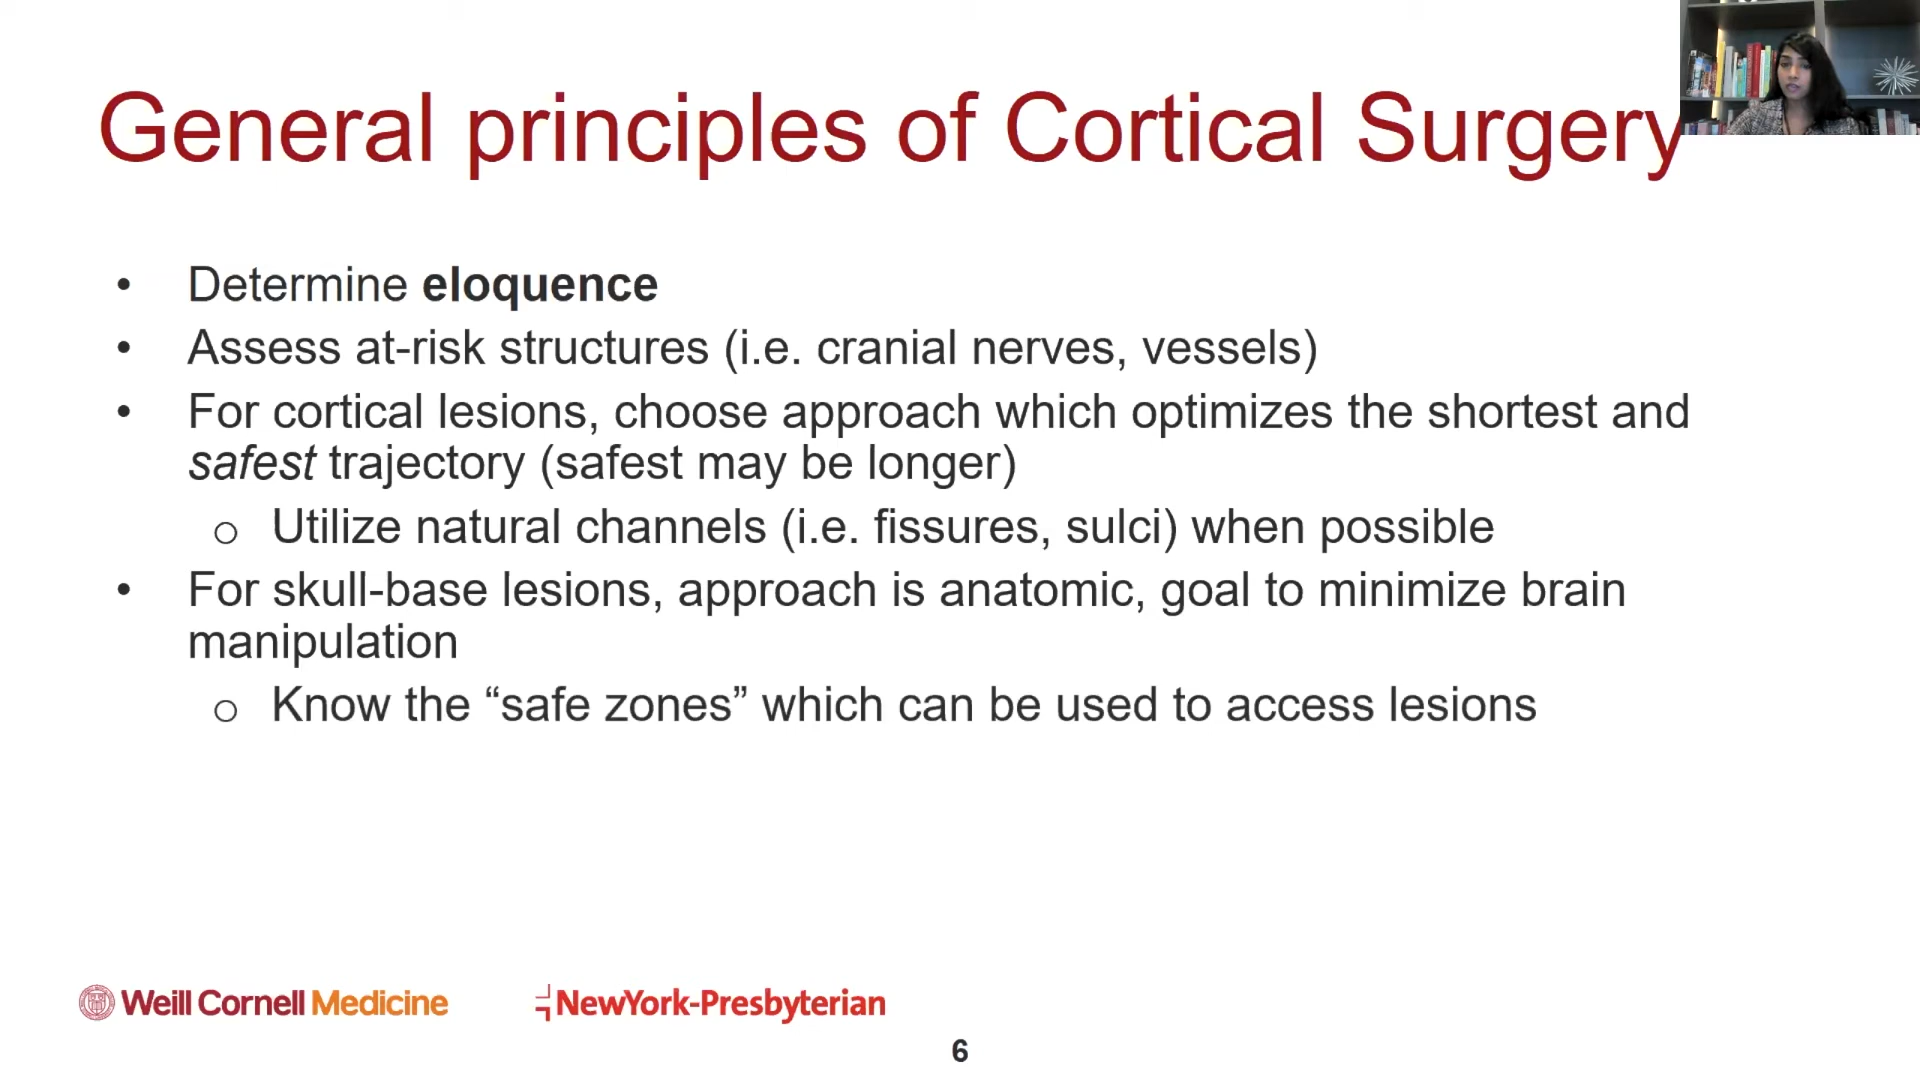 General principles of Cortical Surgery
• Determine eloquence
• Assess at-risk structures (i.e. cranial nerves, vessels)
• For cortical lesions, choose approach which optimizes the shortest and
safest trajectory (safest may be longer)
o Utilize natural channels (i.e. fissures, sulci) when possible
• For skull-base lesions, approach is anatomic, goal to minimize brain
manipulation
o Know the “safe zones” which can be used to access lesions
Weill Cornell Medicine
NewYork-Presbyterian
6